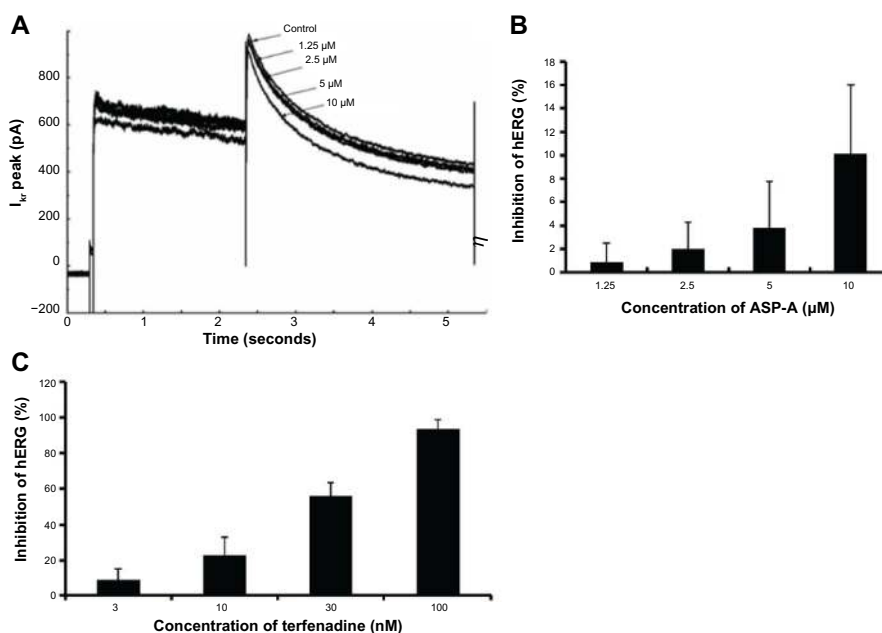 A
I_kr peak (pA)
800
600
400
200
0
−200
0
1
2
3
4
5
Time (seconds)
Control
1.25 µM
2.5 µM
5 µM
10 µM
η
B
Inhibition of hERG (%)
18
16
14
12
10
8
6
4
2
0
1.25
2.5
5
10
Concentration of ASP-A (µM)
C
Inhibition of hERG (%)
120
100
80
60
40
20
0
3
10
30
100
Concentration of terfenadine (nM)